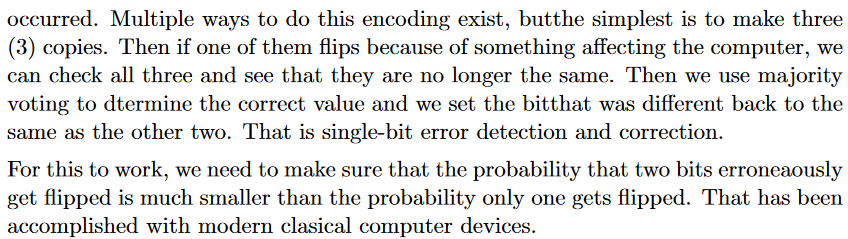 occurred. Multiple ways to do this encoding exist, butthe simplest is to make three
(3) copies. Then if one of them flips because of something affecting the computer, we
can check all three and see that they are no longer the same. Then we use majority
voting to dtermine the correct value and we set the bitthat was different back to the
same as the other two. That is single-bit error detection and correction.
For this to work, we need to make sure that the probability that two bits erroneaously
get flipped is much smaller than the probability only one gets flipped. That has been
accomplished with modern clasical computer devices.